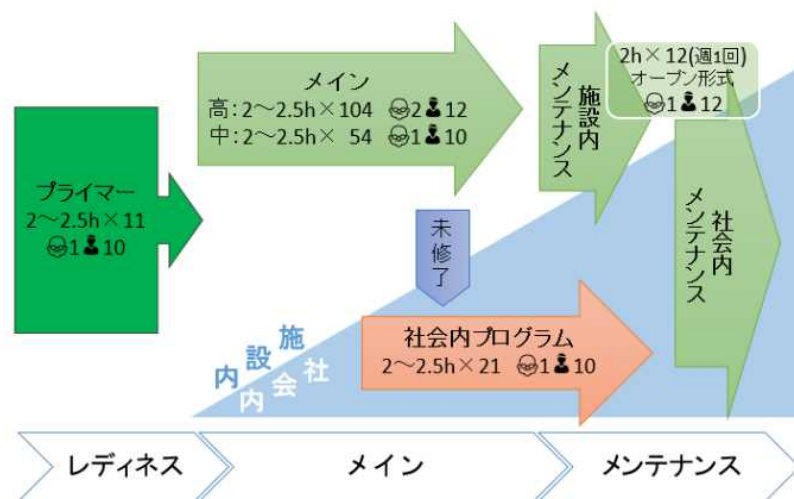 プライマー
2～2.5h×11
1 10
メイン
高：2～2.5h×104 2 12
中：2～2.5h× 54 1 10
施設内
メンテナンス
2h×12(週1回)
オープン形式
1 12
社会内
メンテナンス
未修了
社会内プログラム
2～2.5h×21 1 10
施設内
社会内
レディネス
メイン
メンテナンス